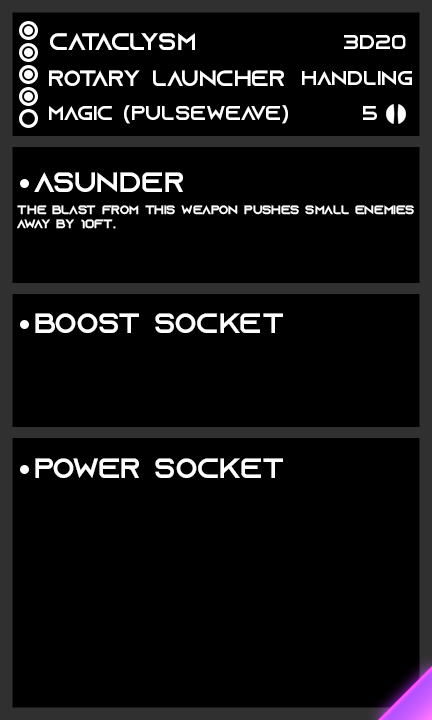 CATACLYSM 3D20
ROTARY LAUNCHER HANDLING
MAGIC (PULSEWEAVE) 5
• ASUNDER
THE BLAST FROM THIS WEAPON PUSHES SMALL ENEMIES
AWAY BY 10FT.
• BOOST SOCKET
• POWER SOCKET